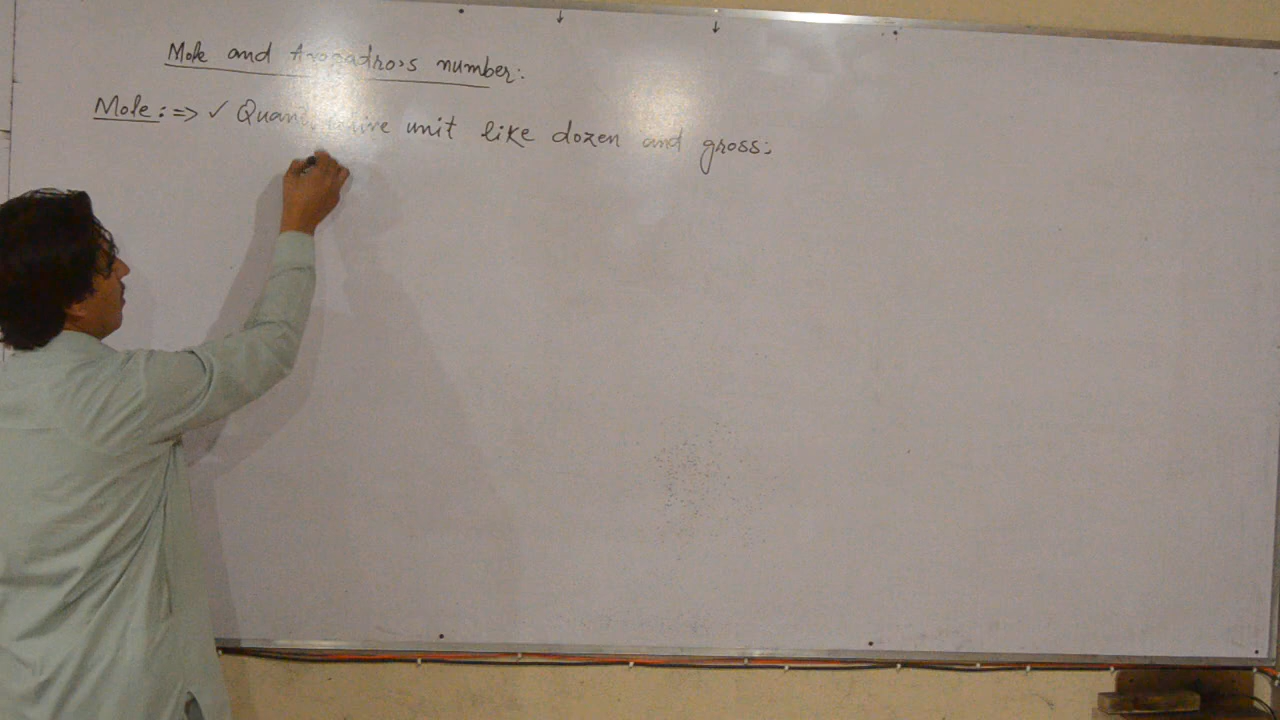 Mole and Avogadro's number:
Mole: => ✓ Quantitative unit like dozen and gross;